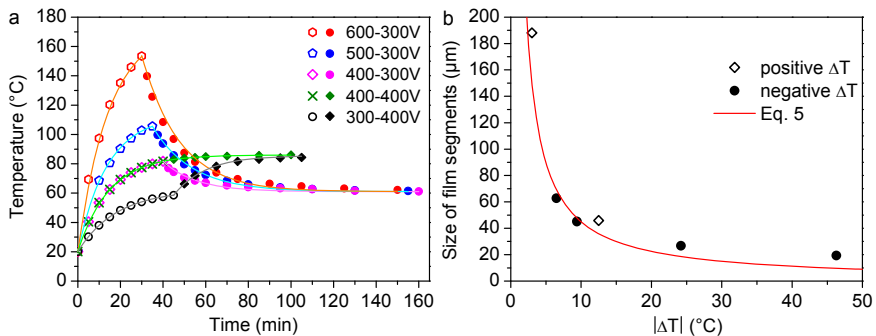 a
Temperature (°C)
180
160
140
120
100
80
60
40
20
0
0 20 40 60 80 100 120 140 160
Time (min)
600-300V
500-300V
400-300V
400-400V
300-400V
b
Size of film segments (µm)
200
180
160
140
120
100
80
60
40
20
0
0 10 20 30 40 50
|ΔT| (°C)
positive ΔT
negative ΔT
Eq. 5